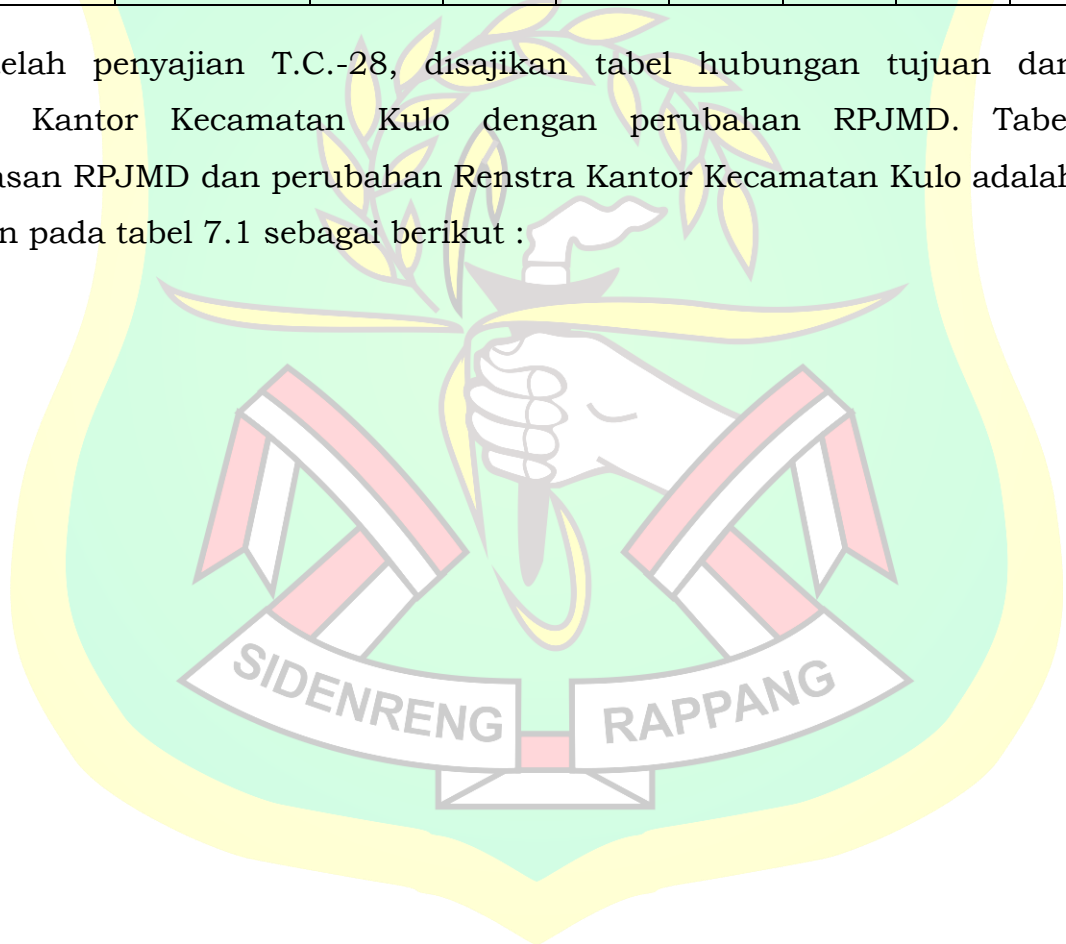 elah penyajian T.C.-28, disajikan tabel hubungan tujuan dar
Kantor Kecamatan Kulo dengan perubahan RPJMD. Tabe
asan RPJMD dan perubahan Renstra Kantor Kecamatan Kulo adalah
n pada tabel 7.1 sebagai berikut :
SIDENRENG RAPPANG